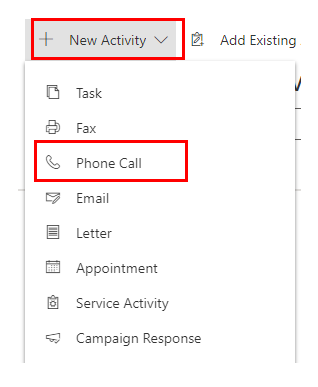 New Activity Add Existing
Task
Fax
Phone Call
Email
Letter
Appointment
Service Activity
Campaign Response